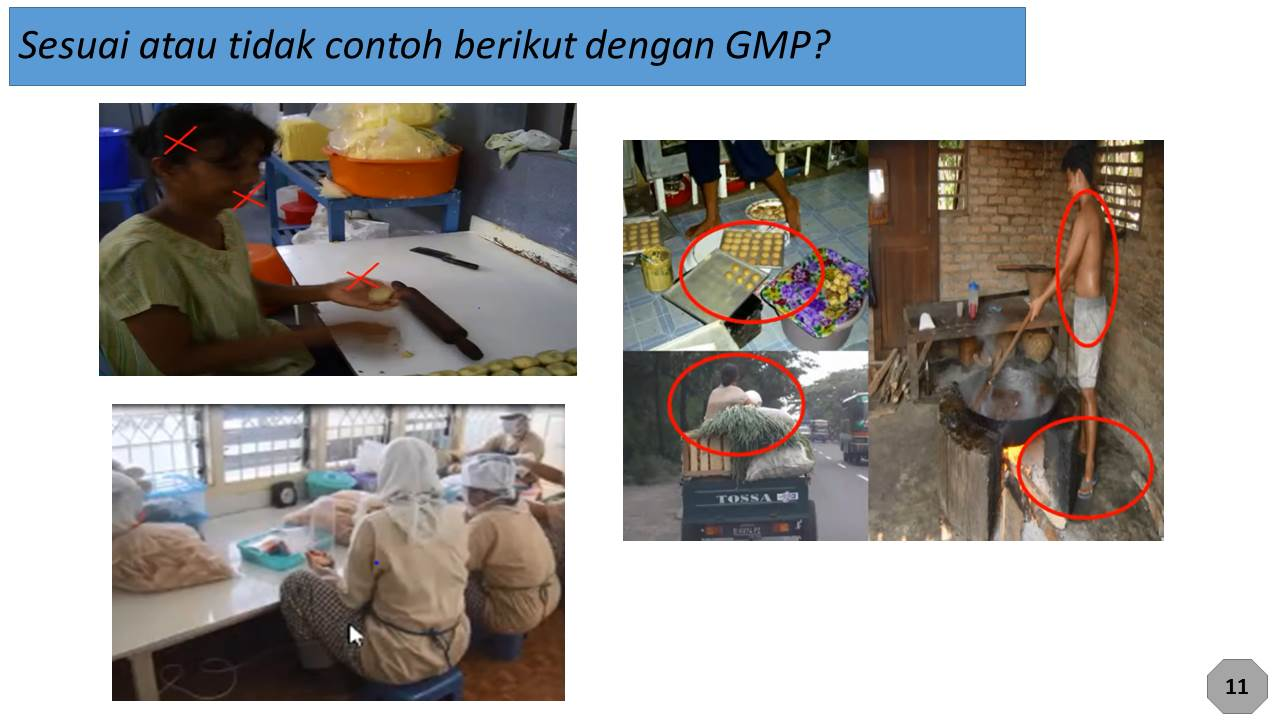 Sesuai atau tidak contoh berikut dengan GMP?
TOSSA
11